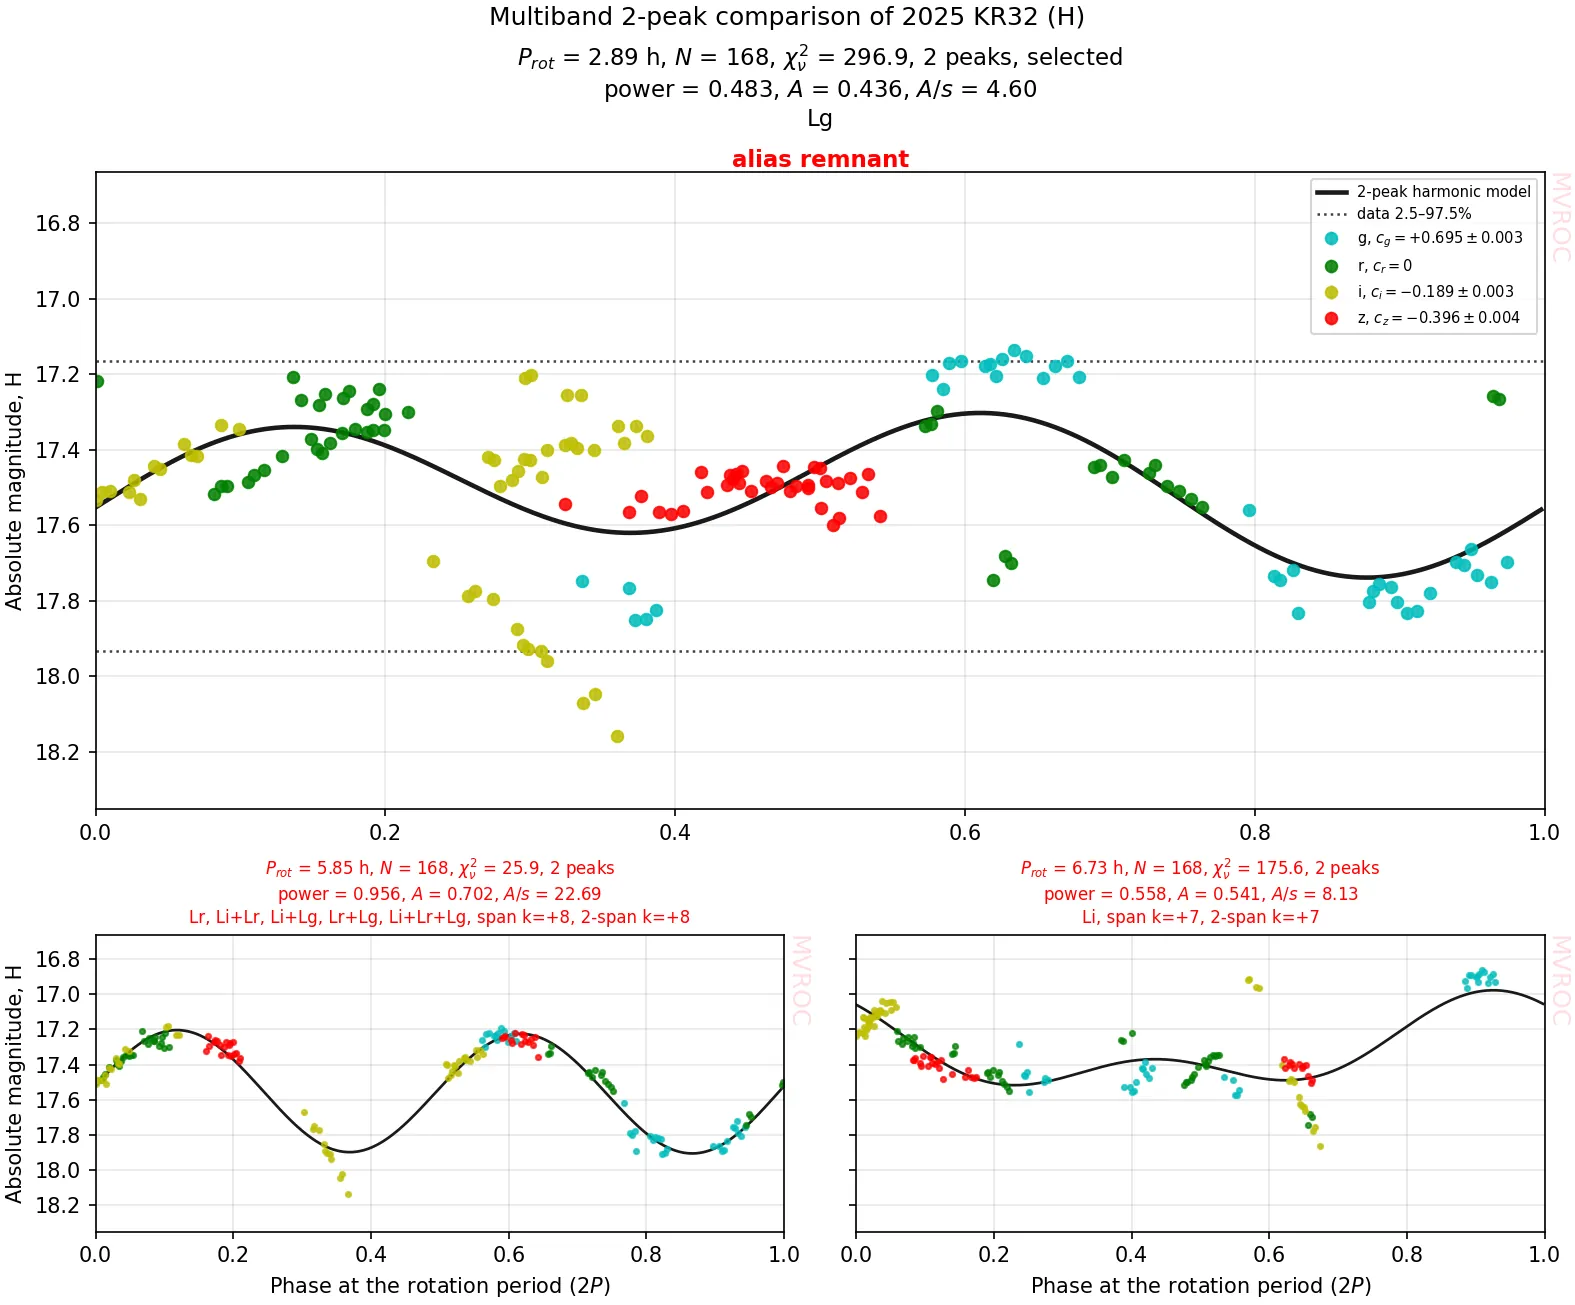 Multiband 2-peak comparison of 2025 KR32 (H)
P_rot = 2.89 h, N = 168, χ²_ν = 296.9, 2 peaks, selected
power = 0.483, A = 0.436, A/s = 4.60
Lg
alias remnant
MVROC
2-peak harmonic model
data 2.5–97.5%
g, c_g = +0.695 ± 0.003
r, c_r = 0
i, c_i = −0.189 ± 0.003
z, c_z = −0.396 ± 0.004
Absolute magnitude, H
16.8
17.0
17.2
17.4
17.6
17.8
18.0
18.2
0.0 0.2 0.4 0.6 0.8 1.0
P_rot = 5.85 h, N = 168, χ²_ν = 25.9, 2 peaks
power = 0.956, A = 0.702, A/s = 22.69
Lr, Li+Lr, Li+Lg, Lr+Lg, Li+Lr+Lg, span k=+8, 2-span k=+8
MVROC
Absolute magnitude, H
16.8
17.0
17.2
17.4
17.6
17.8
18.0
18.2
0.0 0.2 0.4 0.6 0.8 1.0
Phase at the rotation period (2P)
P_rot = 6.73 h, N = 168, χ²_ν = 175.6, 2 peaks
power = 0.558, A = 0.541, A/s = 8.13
Li, span k=+7, 2-span k=+7
MVROC
0.0 0.2 0.4 0.6 0.8 1.0
Phase at the rotation period (2P)